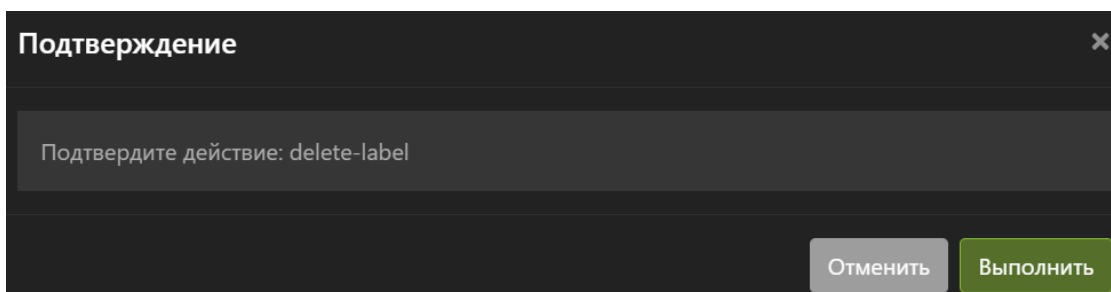 Подтверждение
Подтвердите действие: delete-label
Отменить Выполнить